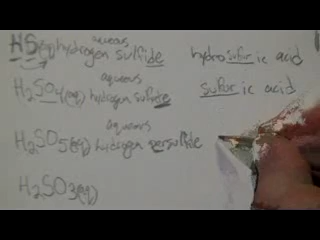 aqueous
HS(aq) hydrogen sulfide hydrosulfuric acid
aqueous
H2SO4(aq) hydrogen sulfate sulfuric acid
aqueous
H2SO5(aq) hydrogen persulfide
H2SO3(aq)